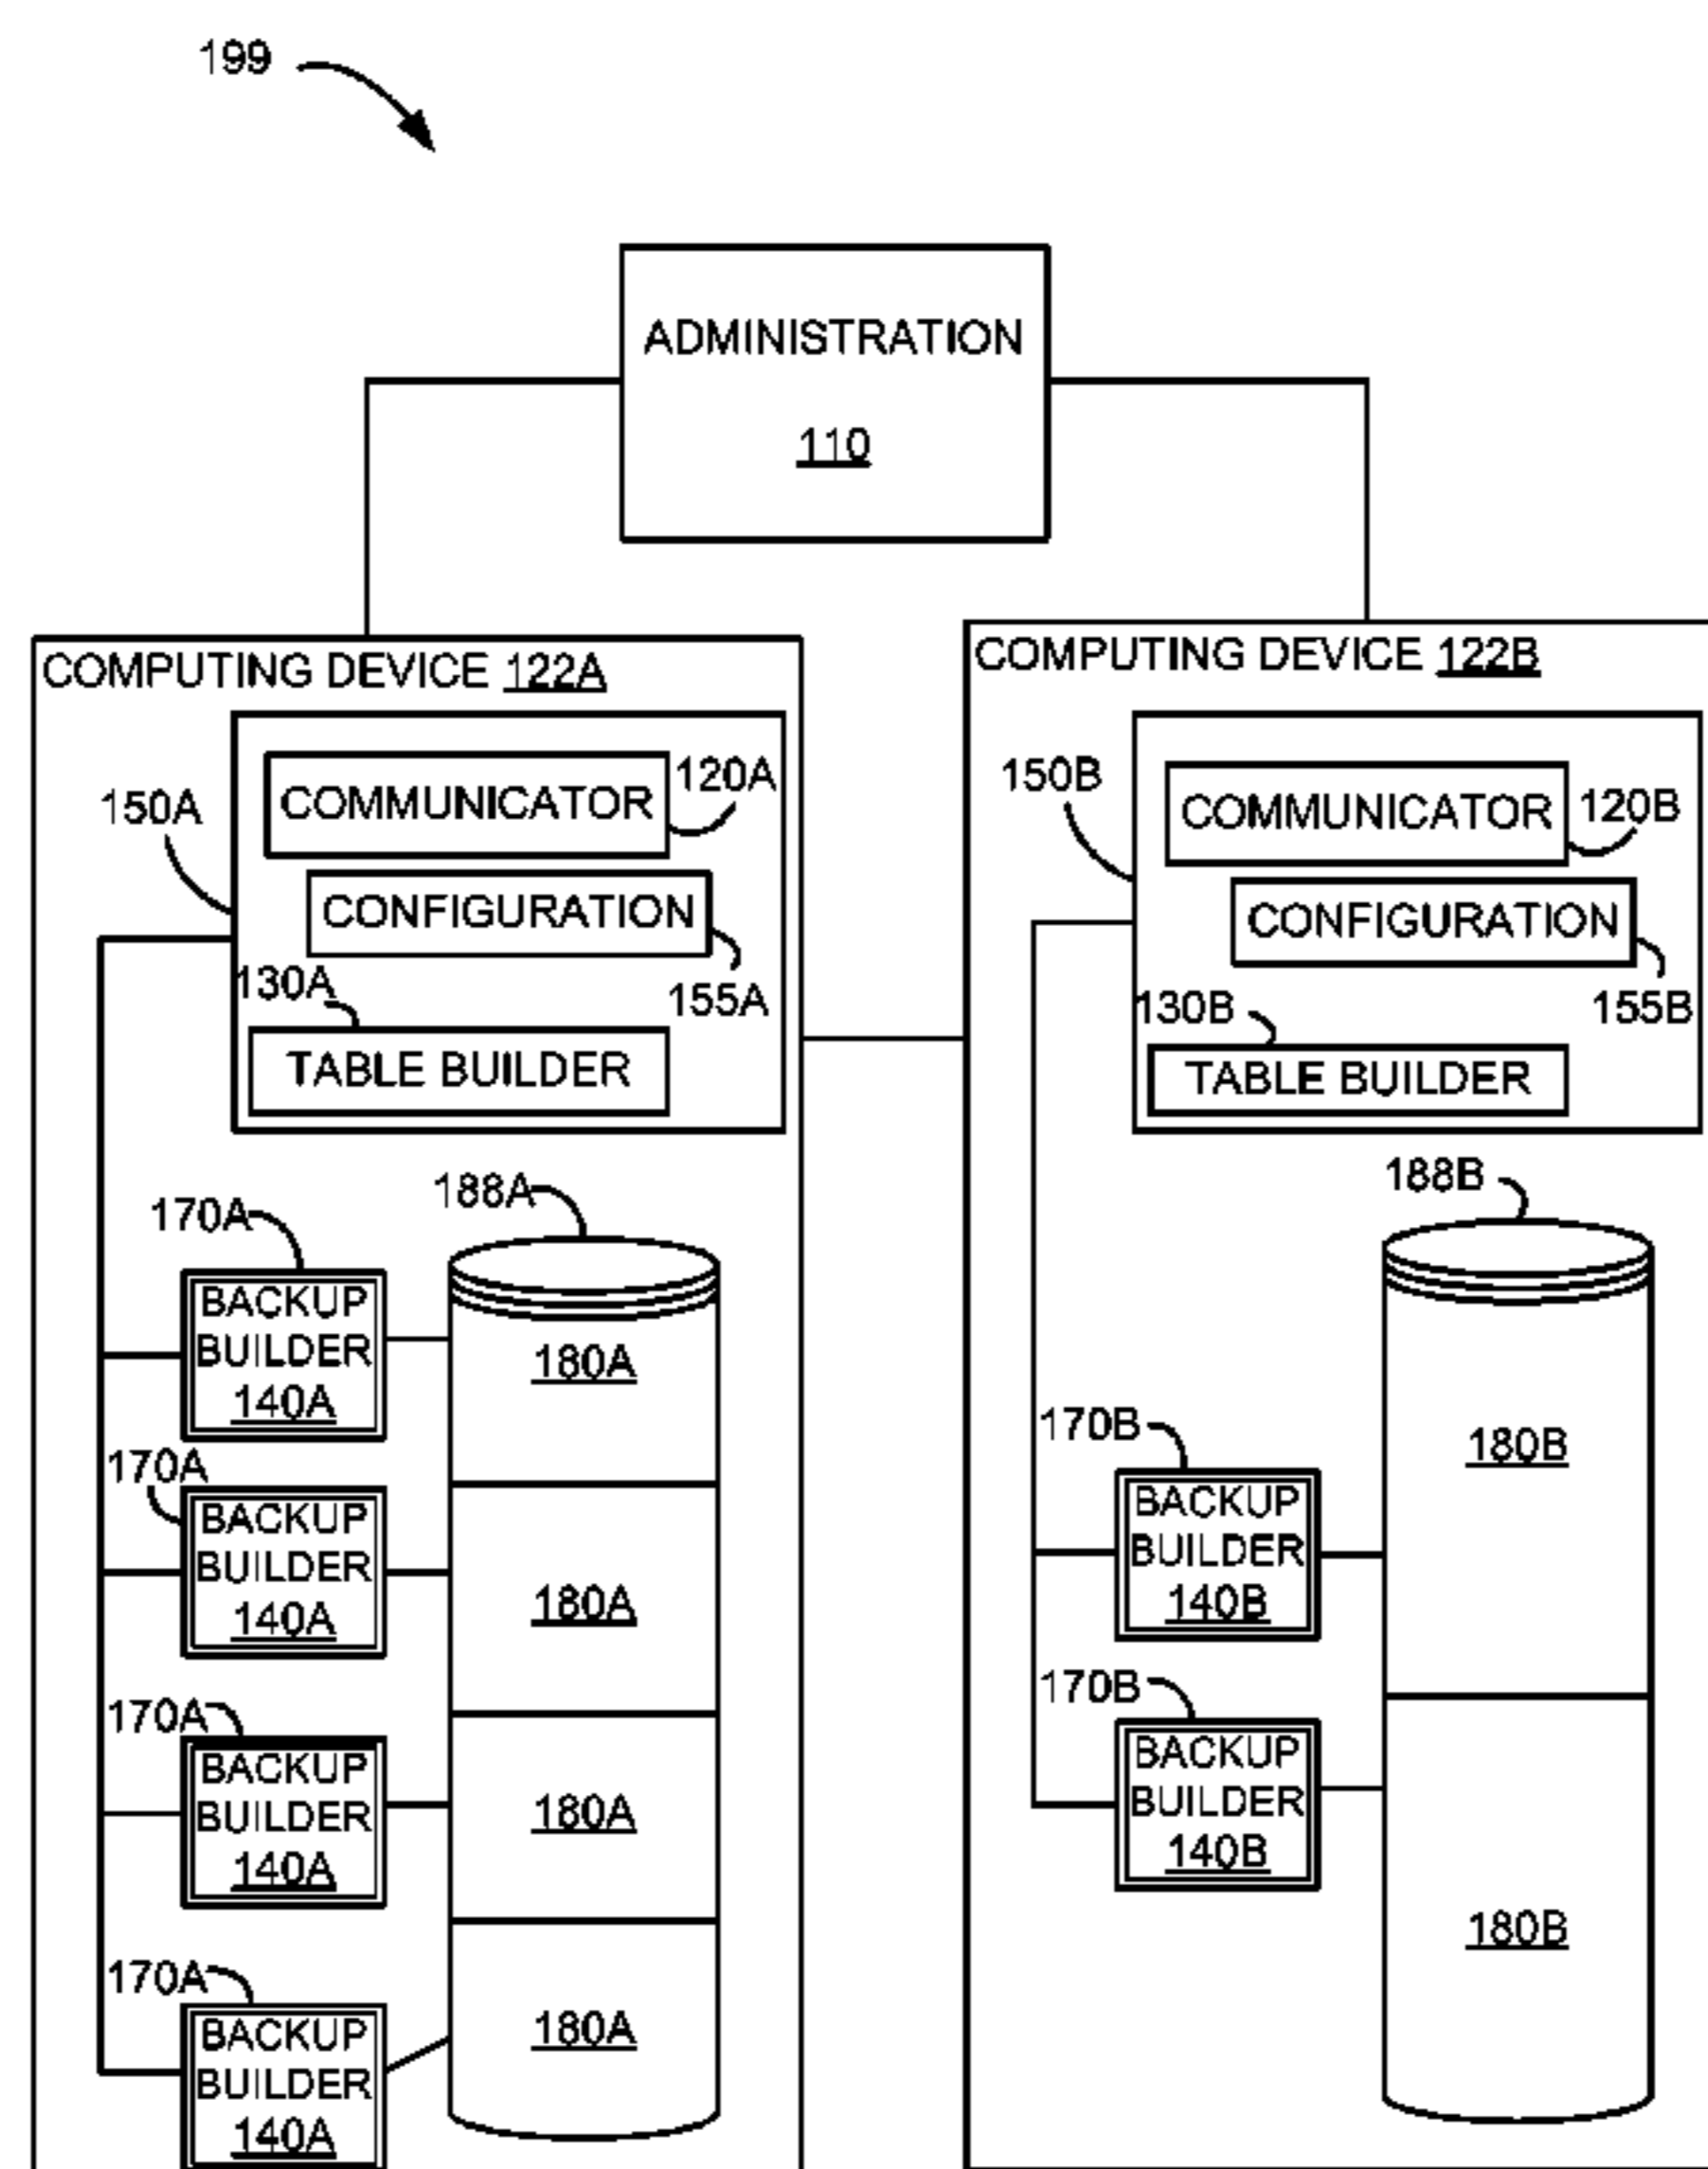 199
ADMINISTRATION
110
COMPUTING DEVICE 122A
COMMUNICATOR
120A
150A
CONFIGURATION
155A
130A
TABLE BUILDER
188A
170A
BACKUP
BUILDER
140A
180A
170A
BACKUP
BUILDER
140A
180A
170A
BACKUP
BUILDER
140A
180A
170A
BACKUP
BUILDER
140A
180A
COMPUTING DEVICE 122B
150B
COMMUNICATOR
120B
CONFIGURATION
155B
130B
TABLE BUILDER
188B
170B
BACKUP
BUILDER
140B
180B
170B
BACKUP
BUILDER
140B
180B